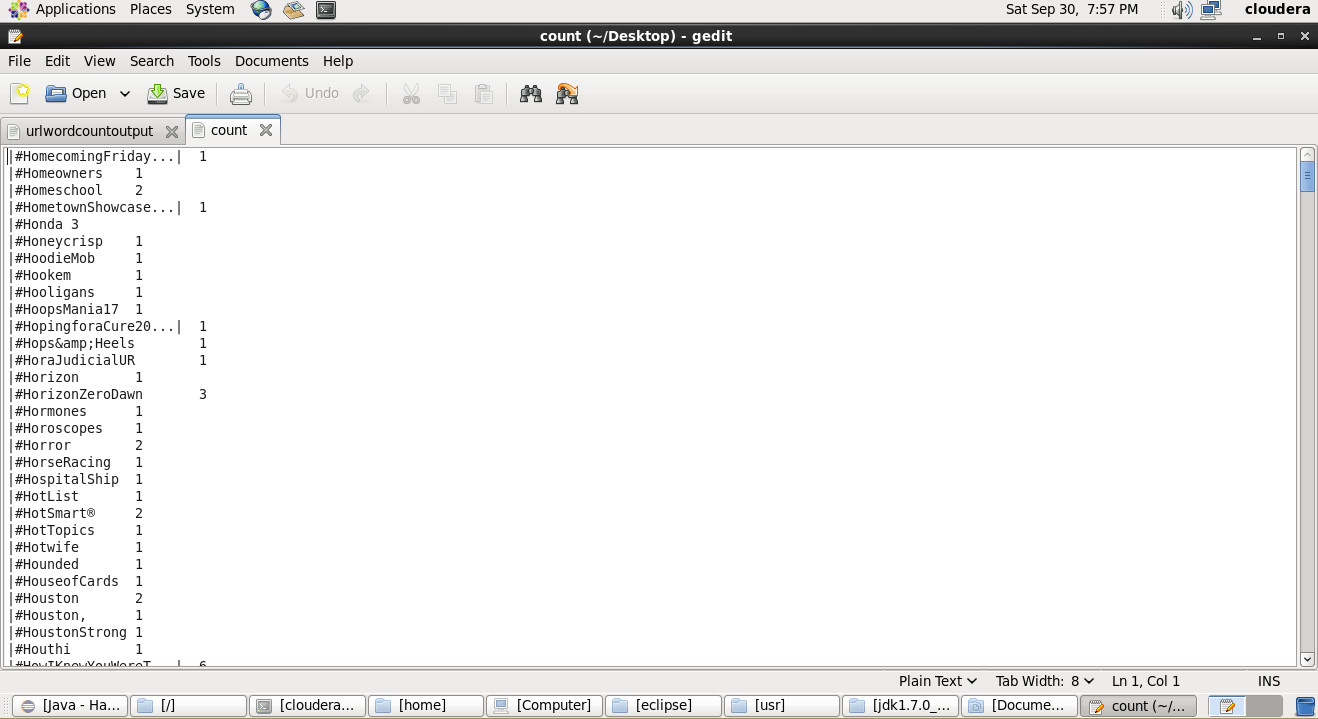 Applications Places System Sat Sep 30, 7:57 PM cloudera
count (~/Desktop) - gedit
File Edit View Search Tools Documents Help
Open Save Undo
urlwordcountoutput count
|#HomecomingFriday...| 1
|#Homeowners 1
|#Homeschool 2
|#HometownShowcase...| 1
|#Honda 3
|#Honeycrisp 1
|#HoodieMob 1
|#Hookem 1
|#Hooligans 1
|#HoopsMania17 1
|#HopingforaCure20...| 1
|#Hops&amp;Heels 1
|#HoraJudicialUR 1
|#Horizon 1
|#HorizonZeroDawn 3
|#Hormones 1
|#Horoscopes 1
|#Horror 2
|#HorseRacing 1
|#HospitalShip 1
|#HotList 1
|#HotSmart® 2
|#HotTopics 1
|#Hotwife 1
|#Hounded 1
|#HouseofCards 1
|#Houston 2
|#Houston, 1
|#HoustonStrong 1
|#Houthi 1
|#HowIKnowYouWereT...| 6
Plain Text Tab Width: 8 Ln 1, Col 1 INS
[Java - Ha... [/] [cloudera... [home] [Computer] [eclipse] [usr] [jdk1.7.0_... [Docume... count (~/...